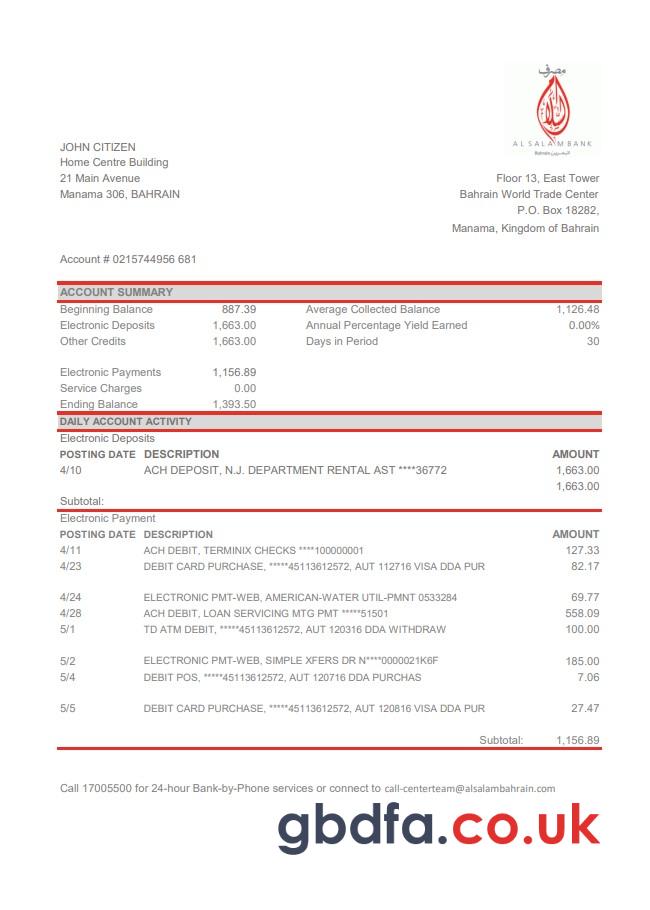 مصرف
AL SALAM BANK
البحرين Bahrain
JOHN CITIZEN
Home Centre Building
21 Main Avenue
Manama 306, BAHRAIN
Floor 13, East Tower
Bahrain World Trade Center
P.O. Box 18282,
Manama, Kingdom of Bahrain
Account # 0215744956 681
ACCOUNT SUMMARY
Beginning Balance 887.39 Average Collected Balance 1,126.48
Electronic Deposits 1,663.00 Annual Percentage Yield Earned 0.00%
Other Credits 1,663.00 Days in Period 30
Electronic Payments 1,156.89
Service Charges 0.00
Ending Balance 1,393.50
DAILY ACCOUNT ACTIVITY
Electronic Deposits
POSTING DATE DESCRIPTION AMOUNT
4/10 ACH DEPOSIT, N.J. DEPARTMENT RENTAL AST ****36772 1,663.00
1,663.00
Subtotal:
Electronic Payment
POSTING DATE DESCRIPTION AMOUNT
4/11 ACH DEBIT, TERMINIX CHECKS ****100000001 127.33
4/23 DEBIT CARD PURCHASE, *****45113612572, AUT 112716 VISA DDA PUR 82.17
4/24 ELECTRONIC PMT-WEB, AMERICAN-WATER UTIL-PMNT 0533284 69.77
4/28 ACH DEBIT, LOAN SERVICING MTG PMT *****51501 558.09
5/1 TD ATM DEBIT, *****45113612572, AUT 120316 DDA WITHDRAW 100.00
5/2 ELECTRONIC PMT-WEB, SIMPLE XFERS DR N****0000021K6F 185.00
5/4 DEBIT POS, *****45113612572, AUT 120716 DDA PURCHAS 7.06
5/5 DEBIT CARD PURCHASE, *****45113612572, AUT 120816 VISA DDA PUR 27.47
Subtotal: 1,156.89
Call 17005500 for 24-hour Bank-by-Phone services or connect to call-centerteam@alsalambahrain.com
gbdfa.co.uk